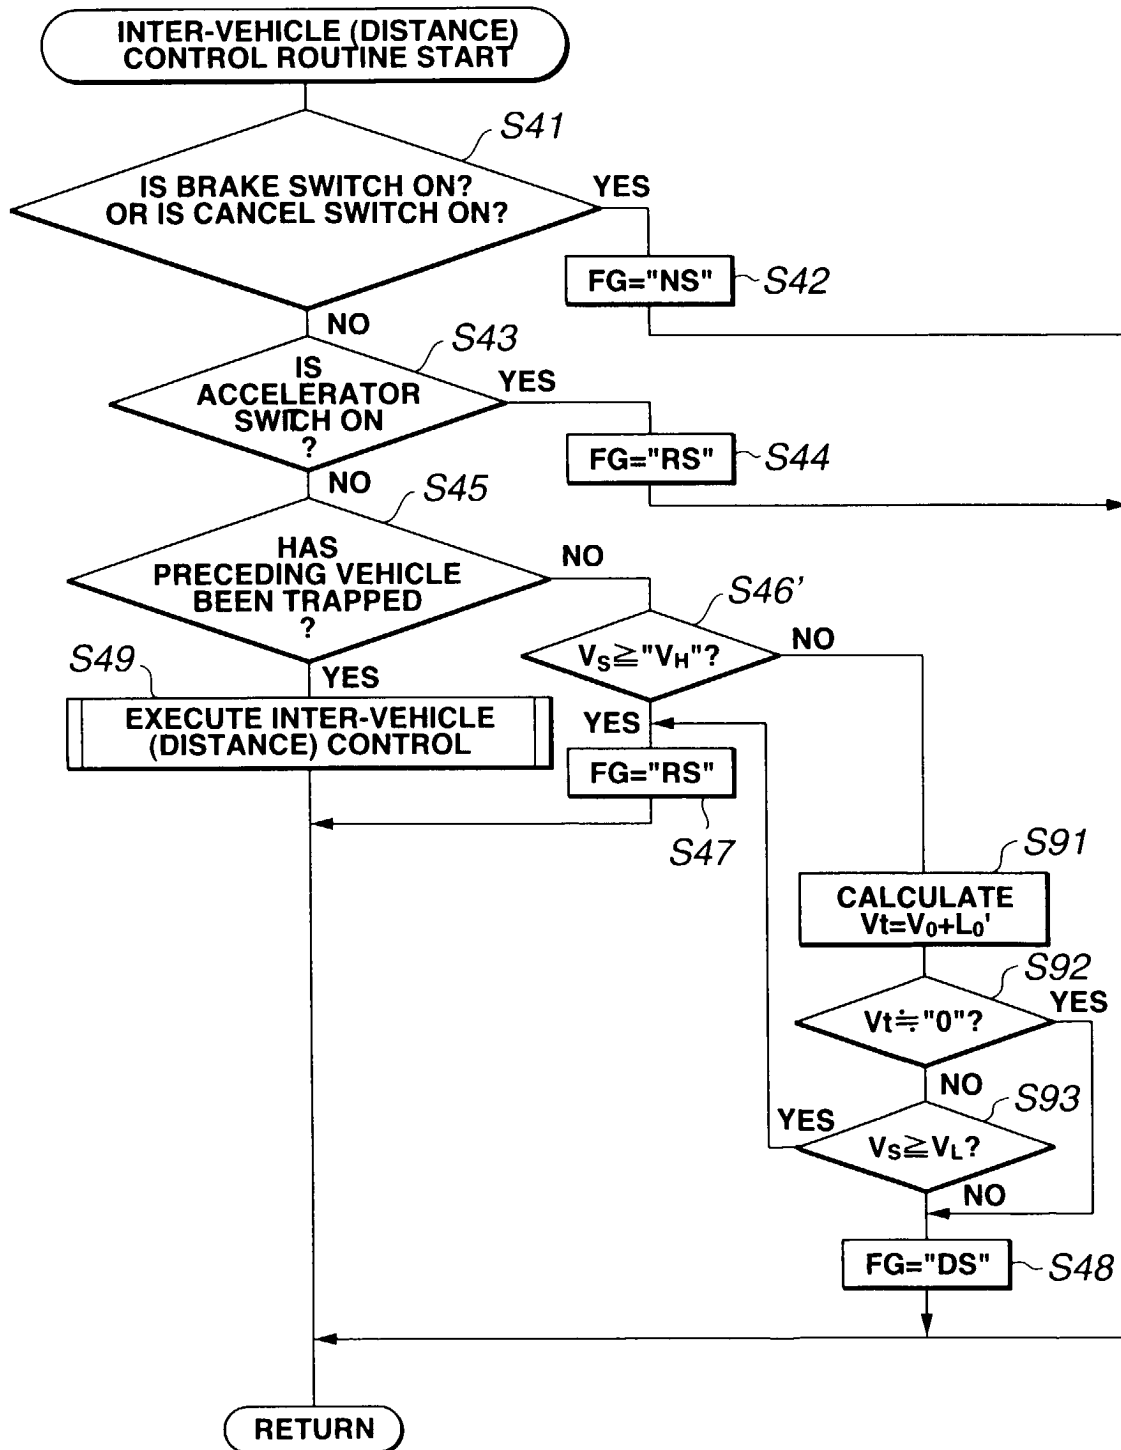 INTER-VEHICLE (DISTANCE)
CONTROL ROUTINE START
S41
IS BRAKE SWITCH ON?
OR IS CANCEL SWITCH ON?
YES
FG="NS"
S42
NO
S43
IS
ACCELERATOR
SWITCH ON
?
YES
FG="RS"
S44
NO
S45
HAS
PRECEDING VEHICLE
BEEN TRAPPED
?
NO
S46'
VS≧"VH"?
NO
YES
S49
YES
EXECUTE INTER-VEHICLE
(DISTANCE) CONTROL
FG="RS"
S47
S91
CALCULATE
Vt=V0+L0'
S92
Vt≒"0"?
YES
NO
S93
YES
VS≧VL?
NO
FG="DS"
S48
RETURN